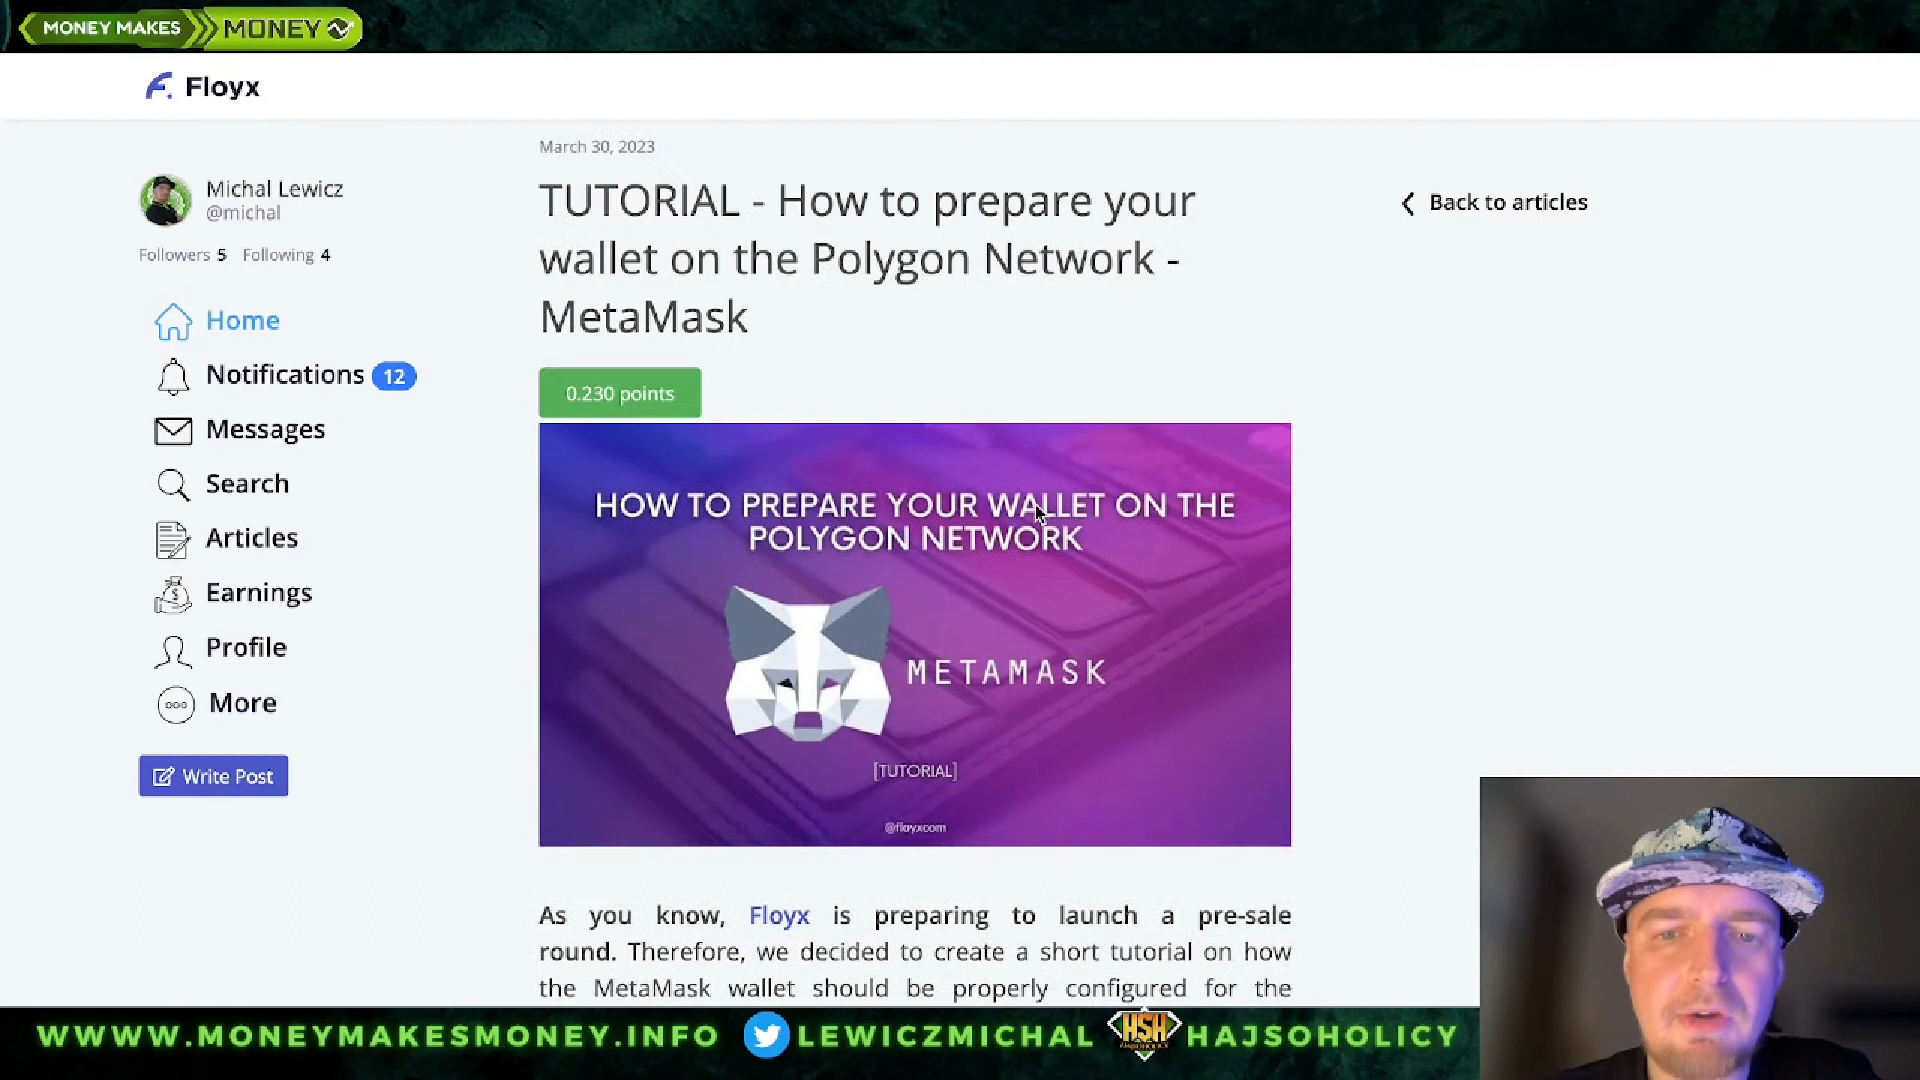 MONEY MAKES MONEY
Floyx
March 30, 2023
Michal Lewicz
@michal
Followers 5 Following 4
Home
Notifications 12
Messages
Search
Articles
Earnings
Profile
More
Write Post
TUTORIAL - How to prepare your
wallet on the Polygon Network -
MetaMask
Back to articles
0.230 points
HOW TO PREPARE YOUR WALLET ON THE
POLYGON NETWORK
METAMASK
[TUTORIAL]
@floyxcom
As you know, Floyx is preparing to launch a pre-sale
round. Therefore, we decided to create a short tutorial on how
the MetaMask wallet should be properly configured for the
WWWW.MONEYMAKESMONEY.INFO LEWICZMICHAL HSH HAJSOHOLICY